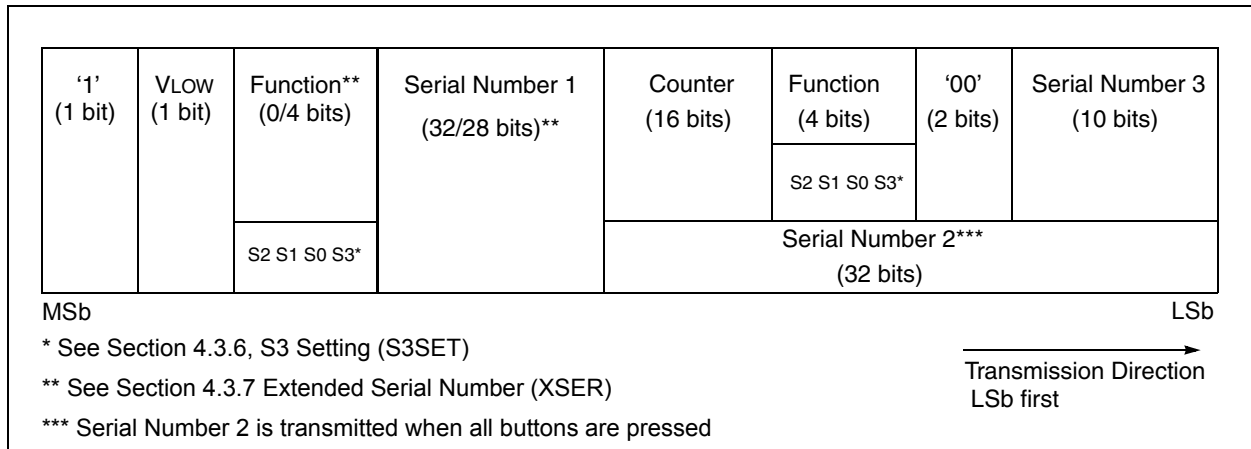 ‘1’
(1 bit)
VLOW
(1 bit)
Function**
(0/4 bits)
S2 S1 S0 S3*
Serial Number 1
(32/28 bits)**
Counter
(16 bits)
Function
(4 bits)
S2 S1 S0 S3*
‘00’
(2 bits)
Serial Number 3
(10 bits)
Serial Number 2***
(32 bits)
MSb
LSb
* See Section 4.3.6, S3 Setting (S3SET)
** See Section 4.3.7 Extended Serial Number (XSER)
*** Serial Number 2 is transmitted when all buttons are pressed
Transmission Direction
LSb first